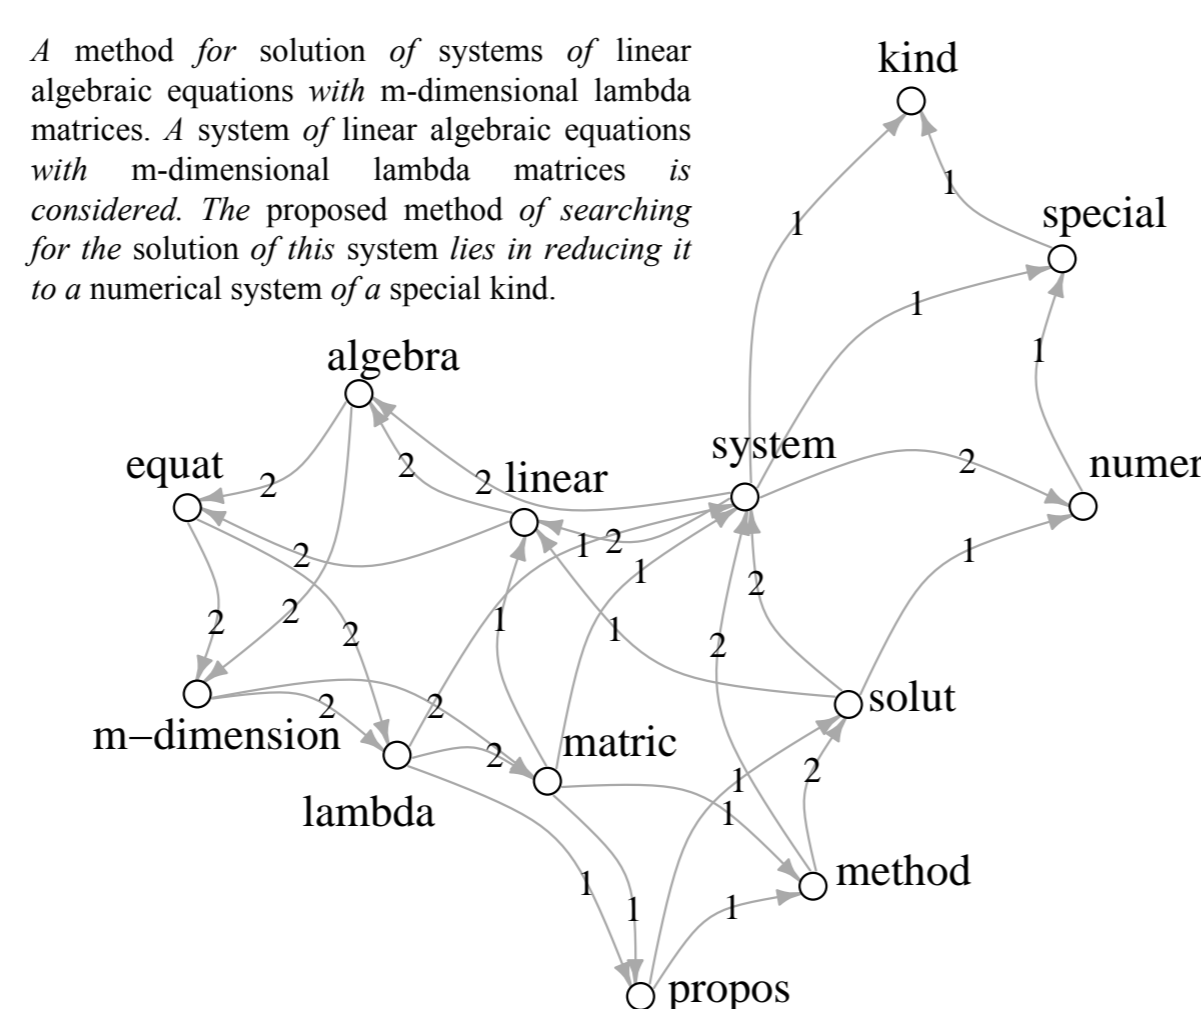 A method for solution of systems of linear
algebraic equations with m-dimensional lambda
matrices. A system of linear algebraic equations
with m-dimensional lambda matrices is
considered. The proposed method of searching
for the solution of this system lies in reducing it
to a numerical system of a special kind.
kind
1
special
1
1
1
algebra
system
equat
2
2
linear
2
2
numer
2
1 2
1
1
2
2
2
2
1
1
2
2
2
solut
m−dimension
2
matric
1
2
lambda
1
method
1
1
1
propos